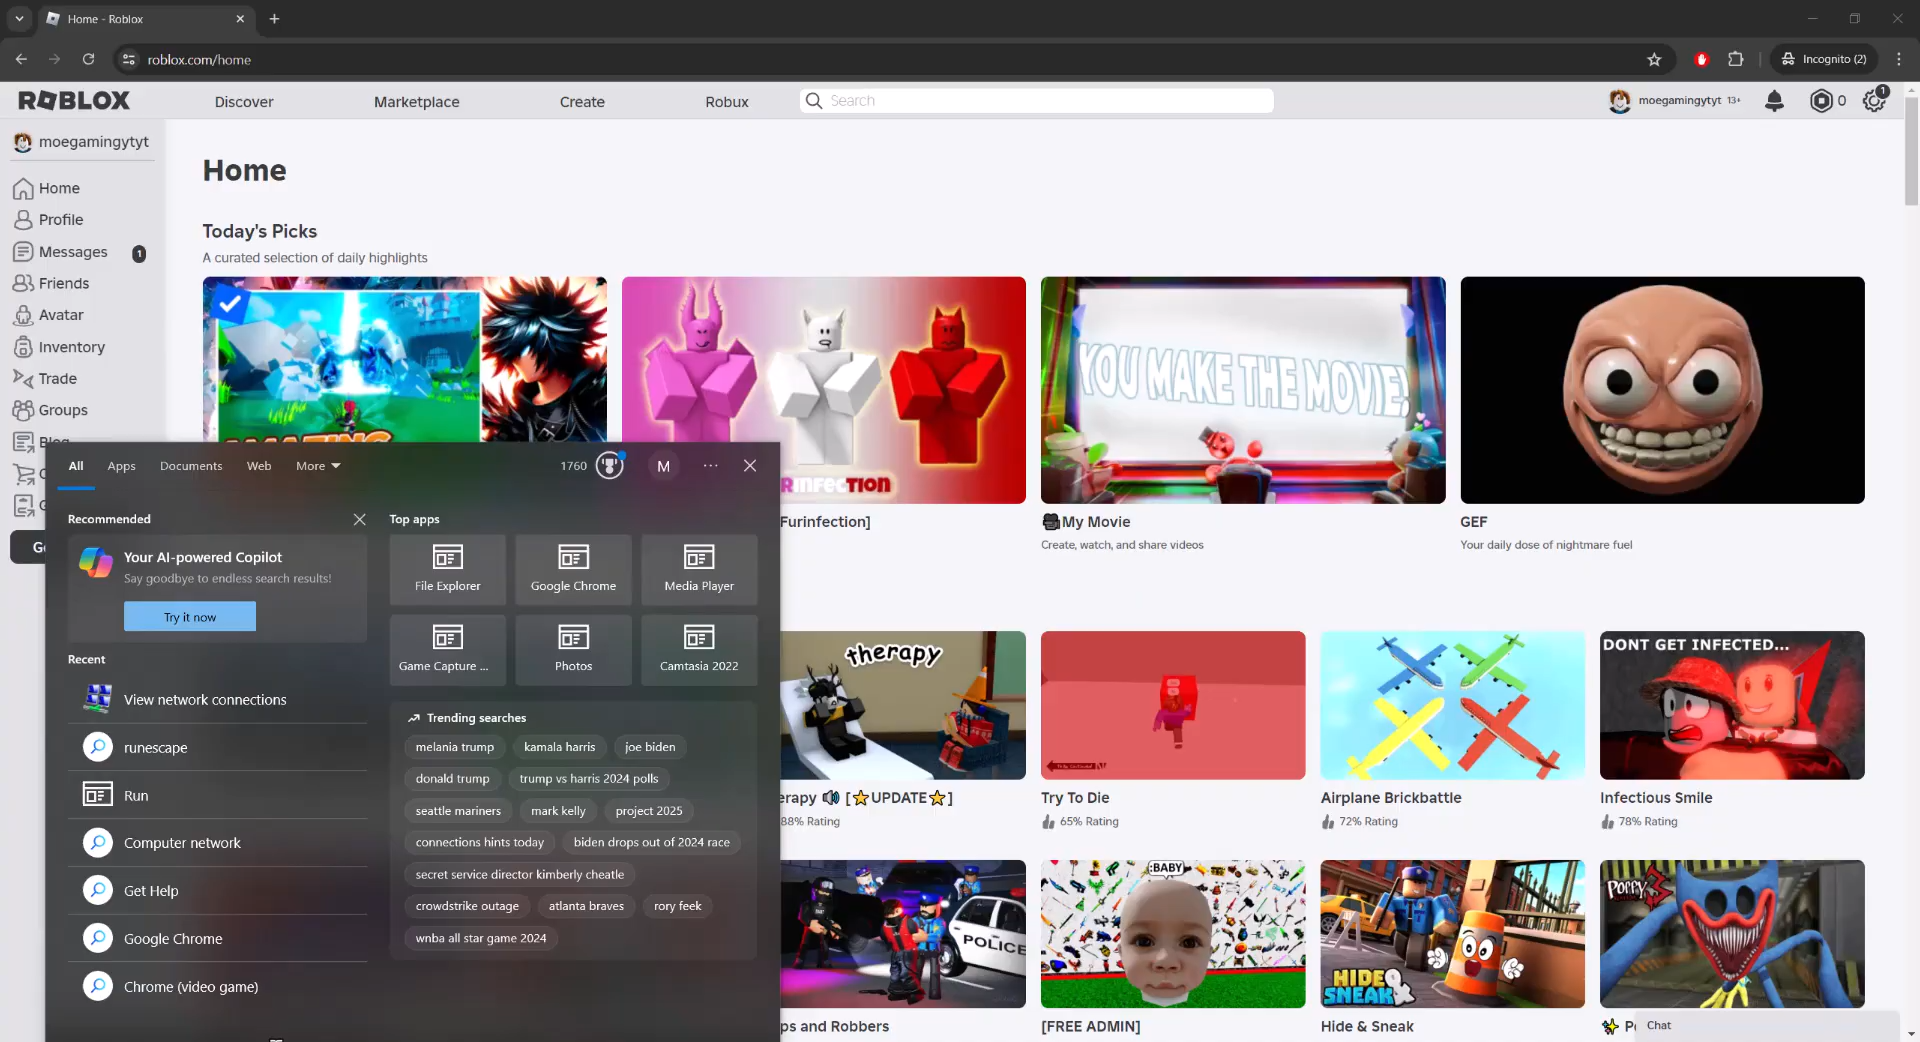 Home - Roblox
roblox.com/home
Incognito (2)
ROBLOX
Discover
Marketplace
Create
Robux
Search
moegamingytyt 13+
0
1
moegamingytyt
Home
Profile
Messages
1
Friends
Avatar
Inventory
Trade
Groups
Blog
Home
Today's Picks
A curated selection of daily highlights
AMAZING
RINFECTION
YOU MAKE THE MOVIE!
Furinfection]
My Movie
Create, watch, and share videos
GEF
Your daily dose of nightmare fuel
All
Apps
Documents
Web
More
1760
M
Recommended
Your AI-powered Copilot
Say goodbye to endless search results!
Try it now
Recent
View network connections
runescape
Run
Computer network
Get Help
Google Chrome
Chrome (video game)
Top apps
File Explorer
Google Chrome
Media Player
Game Capture ...
Photos
Camtasia 2022
Trending searches
melania trump
kamala harris
joe biden
donald trump
trump vs harris 2024 polls
seattle mariners
mark kelly
project 2025
connections hints today
biden drops out of 2024 race
secret service director kimberly cheatle
crowdstrike outage
atlanta braves
rory feek
wnba all star game 2024
therapy
DONT GET INFECTED...
erapy [UPDATE]
88% Rating
Try To Die
65% Rating
Airplane Brickbattle
72% Rating
Infectious Smile
78% Rating
POLICE
:BABY
HIDE & SNEAK
POPPY 3
ps and Robbers
[FREE ADMIN]
Hide & Sneak
Chat